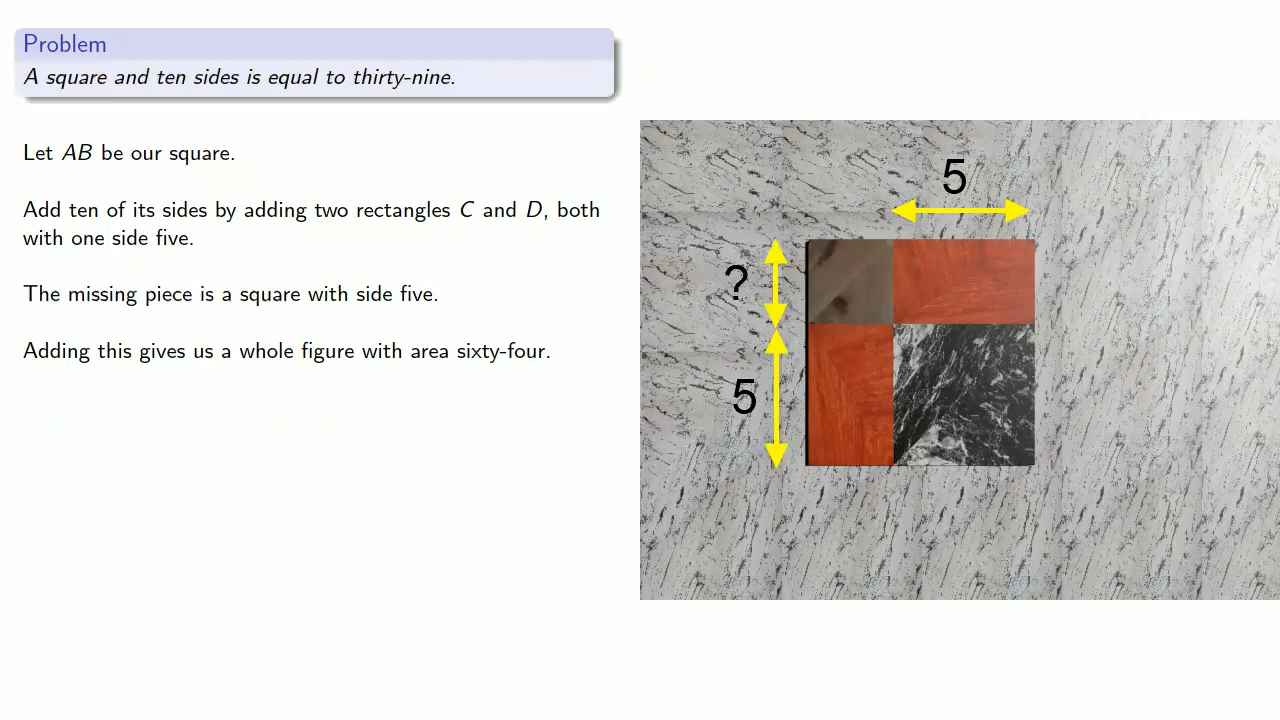 Problem
A square and ten sides is equal to thirty-nine.
Let AB be our square.
Add ten of its sides by adding two rectangles C and D, both
with one side five.
The missing piece is a square with side five.
Adding this gives us a whole figure with area sixty-four.
5
?
5